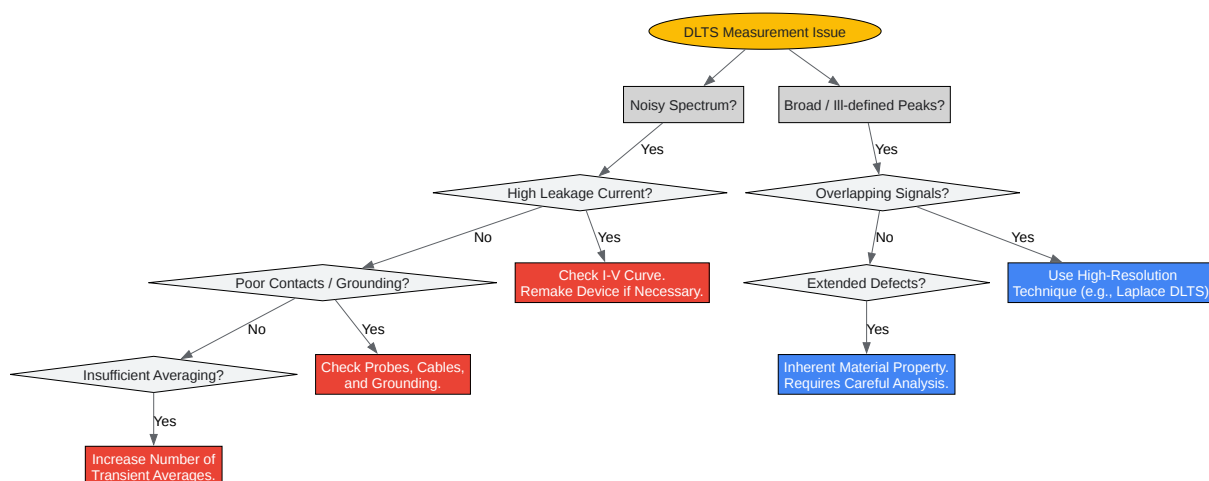 DLTS Measurement Issue
Noisy Spectrum?
Broad / Ill-defined Peaks?
Yes
Yes
High Leakage Current?
Overlapping Signals?
No
Yes
No
Yes
Poor Contacts / Grounding?
Check I-V Curve.
Remake Device if Necessary.
Extended Defects?
Use High-Resolution
Technique (e.g., Laplace DLTS)
No
Yes
Yes
Insufficient Averaging?
Check Probes, Cables,
and Grounding.
Inherent Material Property.
Requires Careful Analysis.
Yes
Increase Number of
Transient Averages.